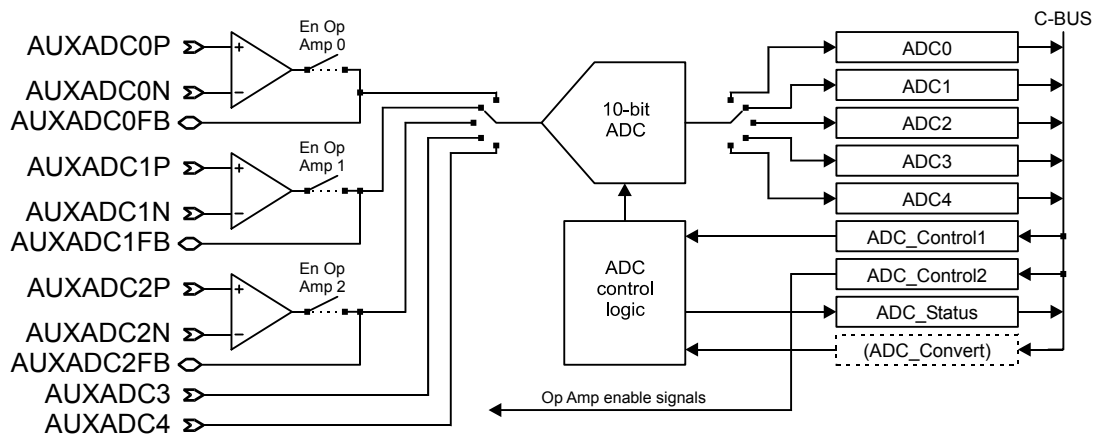 C-BUS
En Op
Amp 0
AUXADC0P
+
AUXADC0N
−
AUXADC0FB
En Op
Amp 1
AUXADC1P
+
AUXADC1N
−
AUXADC1FB
En Op
Amp 2
AUXADC2P
+
AUXADC2N
−
AUXADC2FB
AUXADC3
AUXADC4
10-bit
ADC
ADC
control
logic
ADC0
ADC1
ADC2
ADC3
ADC4
ADC_Control1
ADC_Control2
ADC_Status
(ADC_Convert)
Op Amp enable signals